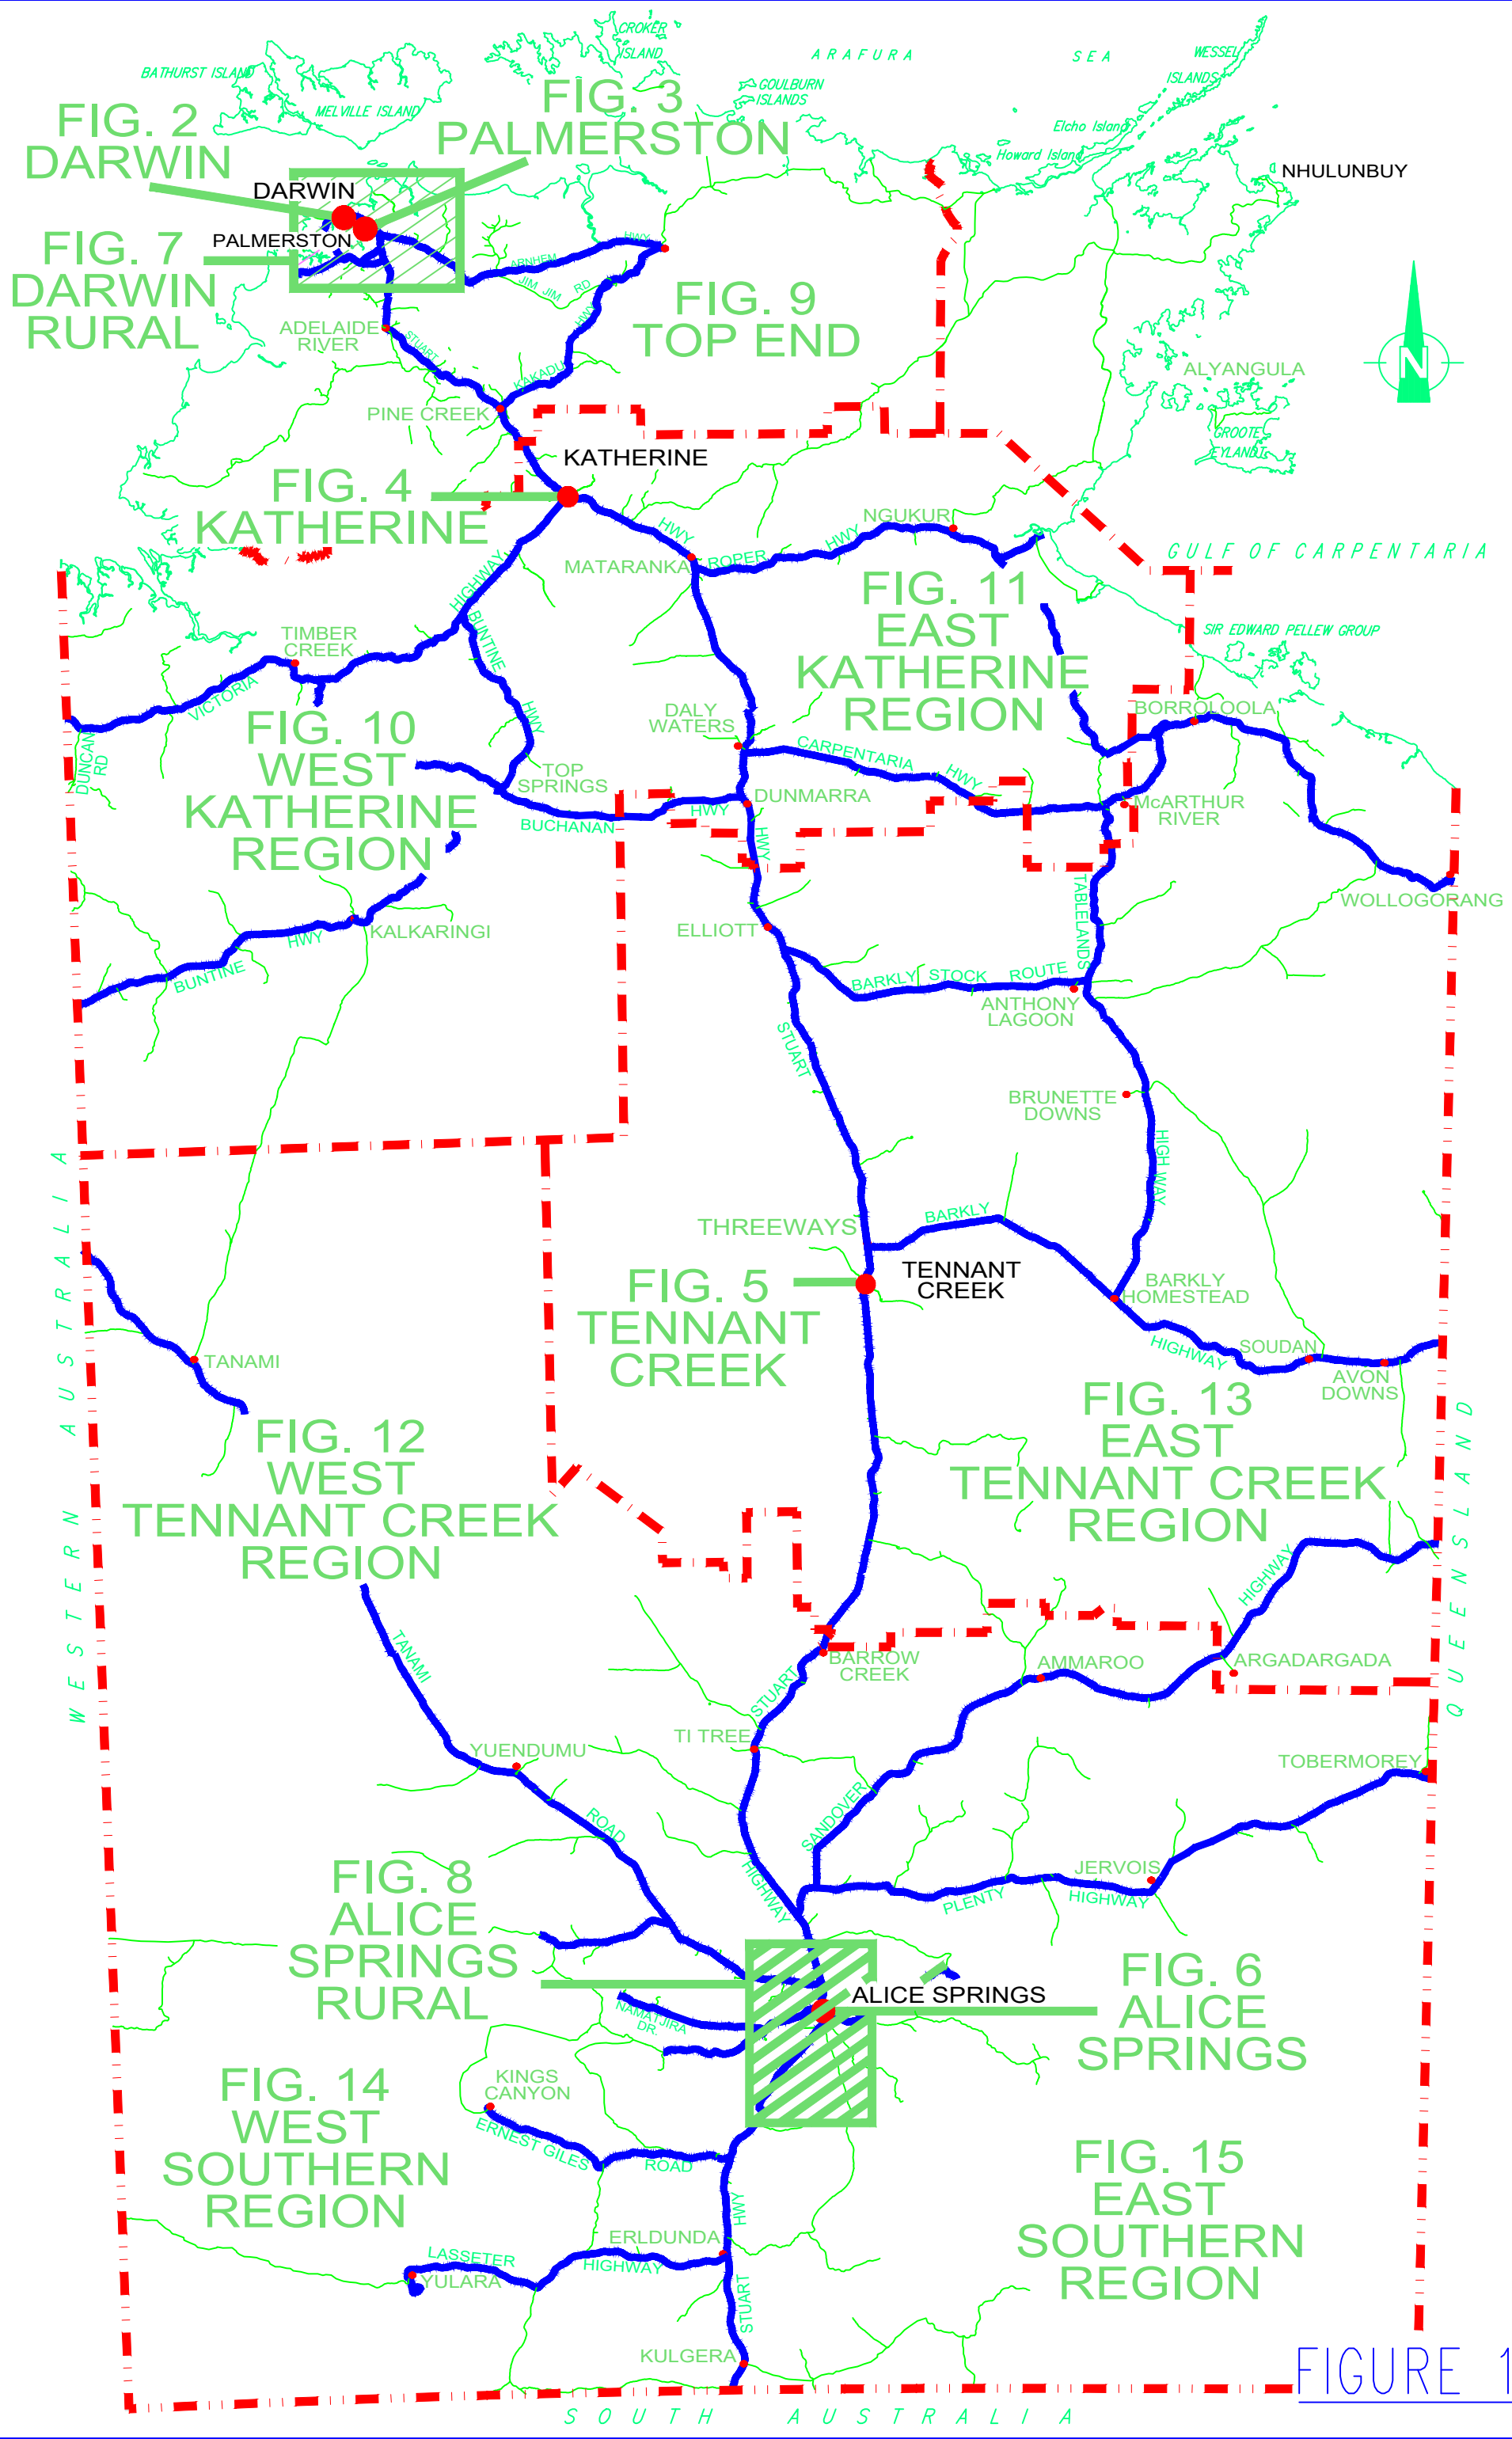 CROKER
ISLAND
ARAFURA
SEA
WESSEL
ISLANDS
BATHURST ISLAND
MELVILLE ISLAND
GOULBURN
ISLANDS
Elcho Island
Howard Island
FIG. 2
DARWIN
FIG. 3
PALMERSTON
NHULUNBUY
DARWIN
PALMERSTON
FIG. 7
DARWIN
RURAL
ARNHEM
HWY
JIM JIM RD
FIG. 9
TOP END
ADELAIDE
RIVER
STUART
HWY
KAKADU
PINE CREEK
N
ALYANGULA
GROOTE
EYLANDT
KATHERINE
FIG. 4
KATHERINE
HWY
MATARANKA
ROPER
HWY
NGUKURR
GULF OF CARPENTARIA
FIG. 11
EAST
KATHERINE
REGION
SIR EDWARD PELLEW GROUP
HIGHWAY
BUNTINE
HWY
TIMBER
CREEK
VICTORIA
DUNCAN
RD
FIG. 10
WEST
KATHERINE
REGION
DALY
WATERS
CARPENTARIA
HWY
BORROLOOLA
TOP
SPRINGS
DUNMARRA
McARTHUR
RIVER
BUCHANAN
HWY
HWY
WOLLOGORANG
KALKARINGI
BUNTINE
HWY
ELLIOTT
TABLELANDS
BARKLY STOCK ROUTE
ANTHONY
LAGOON
STUART
BRUNETTE
DOWNS
HIGH WAY
WESTERN AUSTRALIA
THREEWAYS
BARKLY
FIG. 5
TENNANT
CREEK
TENNANT
CREEK
BARKLY
HOMESTEAD
HIGHWAY
SOUDAN
AVON
DOWNS
TANAMI
FIG. 12
WEST
TENNANT CREEK
REGION
FIG. 13
EAST
TENNANT CREEK
REGION
QUEENSLAND
HIGHWAY
TANAMI
BARROW
CREEK
AMMAROO
ARGADARGADA
STUART
TI TREE
YUENDUMU
TOBERMOREY
ROAD
SANDOVER
HIGHWAY
JERVOIS
PLENTY
HIGHWAY
FIG. 8
ALICE
SPRINGS
RURAL
FIG. 6
ALICE
SPRINGS
ALICE SPRINGS
NAMATJIRA
DR.
KINGS
CANYON
FIG. 14
WEST
SOUTHERN
REGION
ERNEST GILES
ROAD
FIG. 15
EAST
SOUTHERN
REGION
HWY
ERLDUNDA
LASSETER
HIGHWAY
YULARA
STUART
KULGERA
FIGURE 1
SOUTH AUSTRALIA